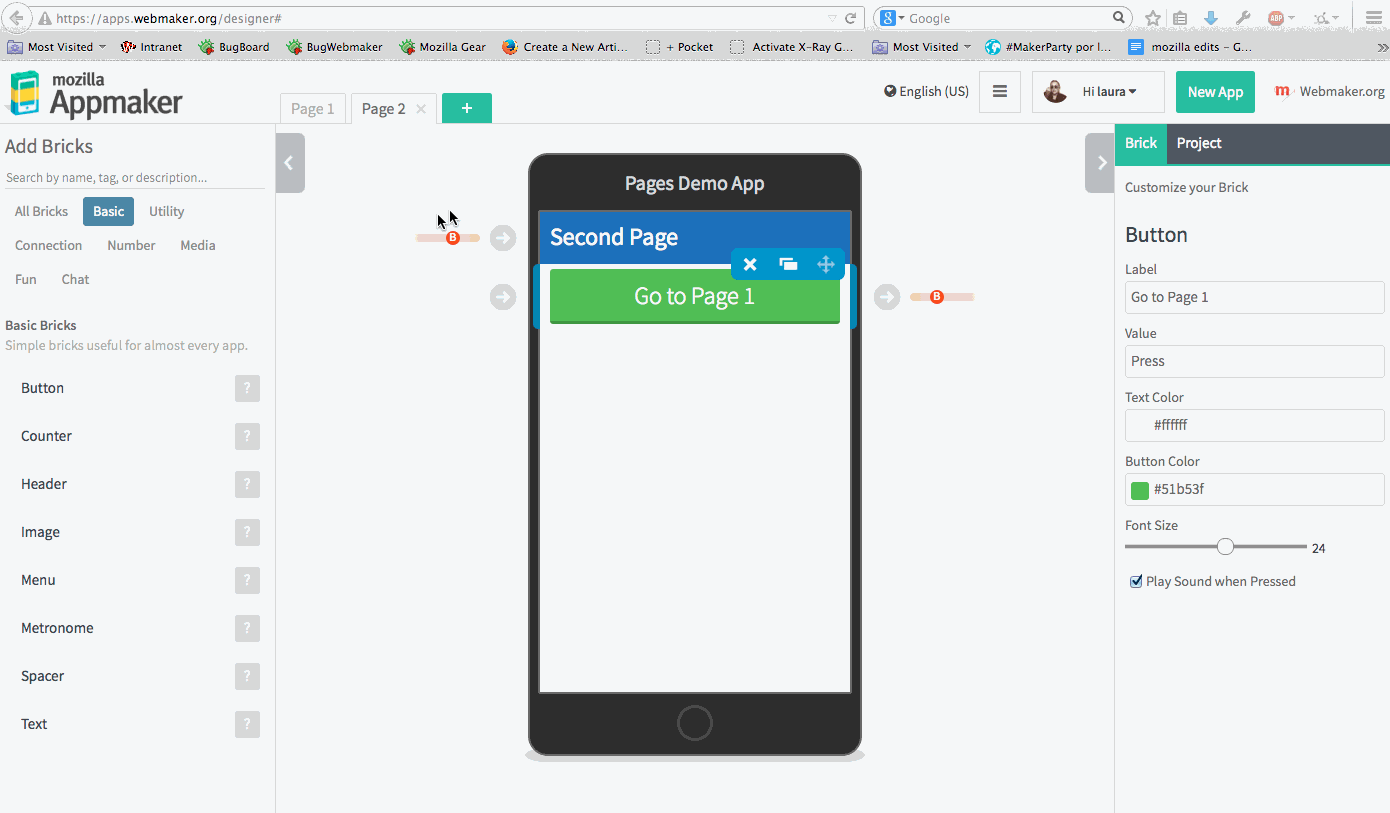 https://apps.webmaker.org/designer#
Google
ABP
Most Visited
Intranet
BugBoard
BugWebmaker
Mozilla Gear
Create a New Arti...
+ Pocket
Activate X-Ray G...
Most Visited
#MakerParty por l...
mozilla edits – G...
mozilla
Appmaker
Page 1
Page 2
+
English (US)
Hi laura
New App
Webmaker.org
Add Bricks
Search by name, tag, or description...
All Bricks
Basic
Utility
Connection
Number
Media
Fun
Chat
Basic Bricks
Simple bricks useful for almost every app.
Button ?
Counter ?
Header ?
Image ?
Menu ?
Metronome ?
Spacer ?
Text ?
Pages Demo App
B
Second Page
Go to Page 1
B
Brick
Project
Customize your Brick
Button
Label
Go to Page 1
Value
Press
Text Color
#ffffff
Button Color
#51b53f
Font Size
24
Play Sound when Pressed